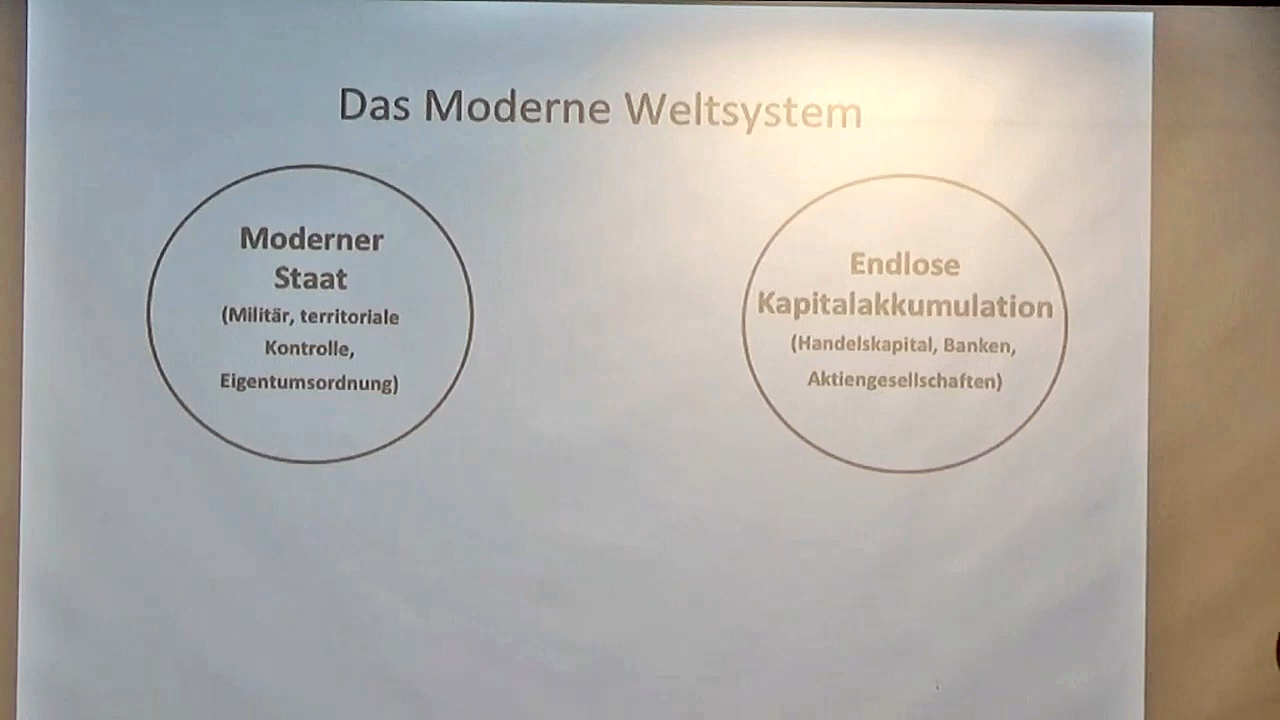 Das Moderne Weltsystem
Moderner
Staat
(Militär, territoriale
Kontrolle,
Eigentumsordnung)
Endlose
Kapitalakkumulation
(Handelskapital, Banken,
Aktiengesellschaften)